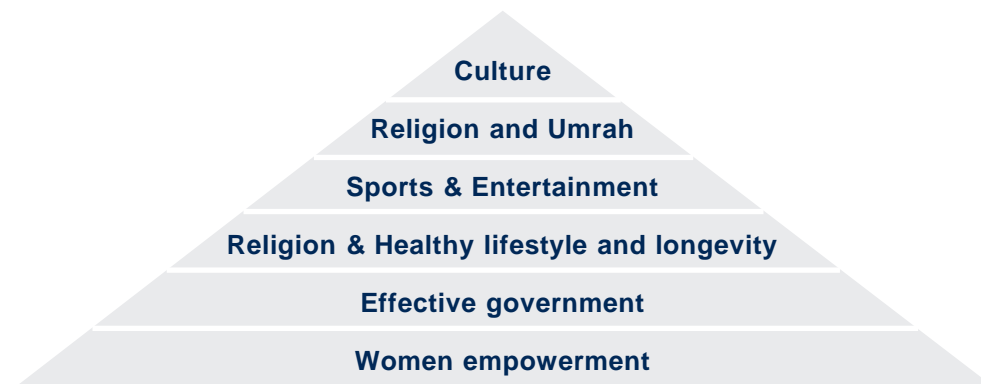 Culture
Religion and Umrah
Sports & Entertainment
Religion & Healthy lifestyle and longevity
Effective government
Women empowerment